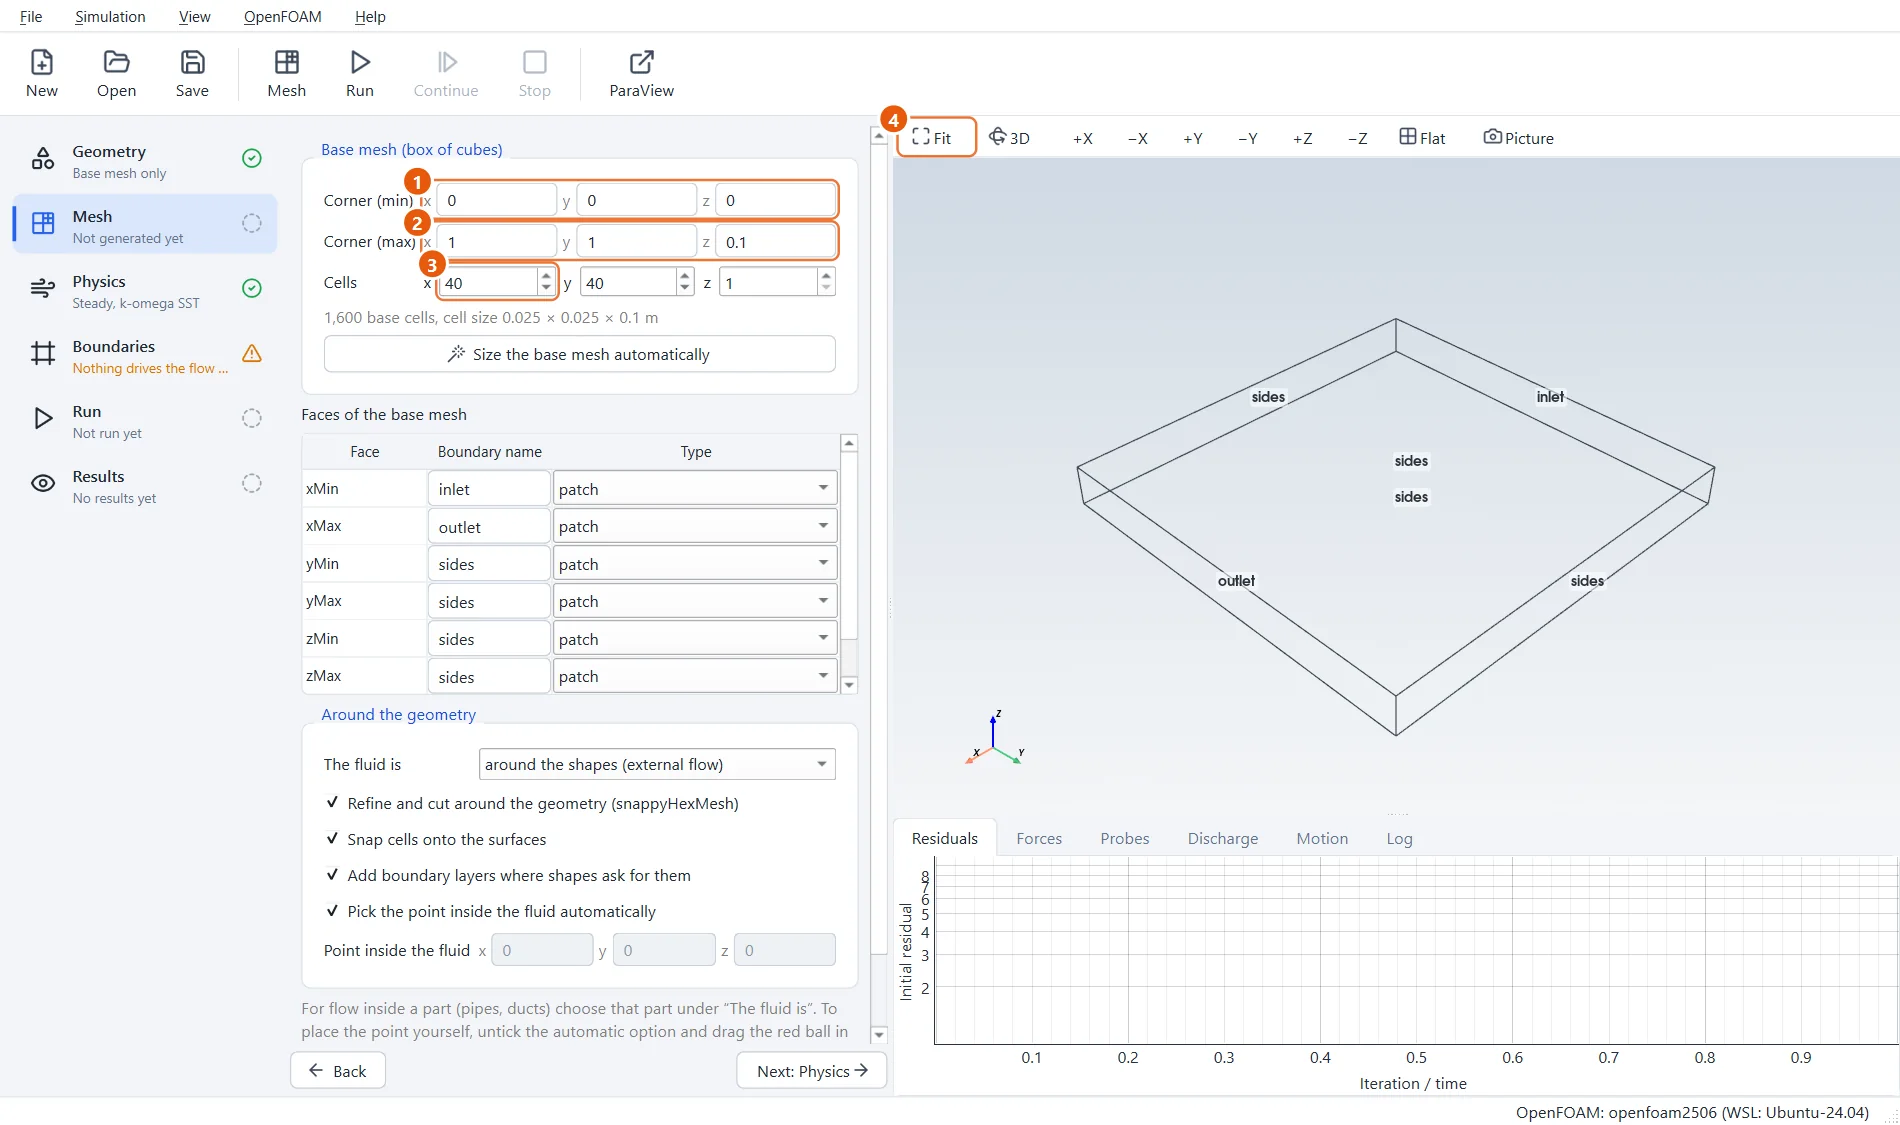 File Simulation View OpenFOAM Help
New Open Save Mesh Run Continue Stop ParaView
Geometry
Base mesh only
Mesh
Not generated yet
Physics
Steady, k-omega SST
Boundaries
Nothing drives the flow ...
Run
Not run yet
Results
No results yet
Base mesh (box of cubes)
1
Corner (min) x 0 y 0 z 0
2
Corner (max) x 1 y 1 z 0.1
3
Cells x 40 y 40 z 1
1,600 base cells, cell size 0.025 × 0.025 × 0.1 m
Size the base mesh automatically
Faces of the base mesh
Face Boundary name Type
xMin inlet patch
xMax outlet patch
yMin sides patch
yMax sides patch
zMin sides patch
zMax sides patch
Around the geometry
The fluid is around the shapes (external flow)
Refine and cut around the geometry (snappyHexMesh)
Snap cells onto the surfaces
Add boundary layers where shapes ask for them
Pick the point inside the fluid automatically
Point inside the fluid x 0 y 0 z 0
For flow inside a part (pipes, ducts) choose that part under “The fluid is”. To
place the point yourself, untick the automatic option and drag the red ball in
Back Next: Physics
4
Fit 3D +X −X +Y −Y +Z −Z Flat Picture
sides inlet
sides
sides
outlet sides
Z
X Y
Residuals Forces Probes Discharge Motion Log
Initial residual
8
7
6
5
4
3
2
0.1 0.2 0.3 0.4 0.5 0.6 0.7 0.8 0.9
Iteration / time
OpenFOAM: openfoam2506 (WSL: Ubuntu-24.04)